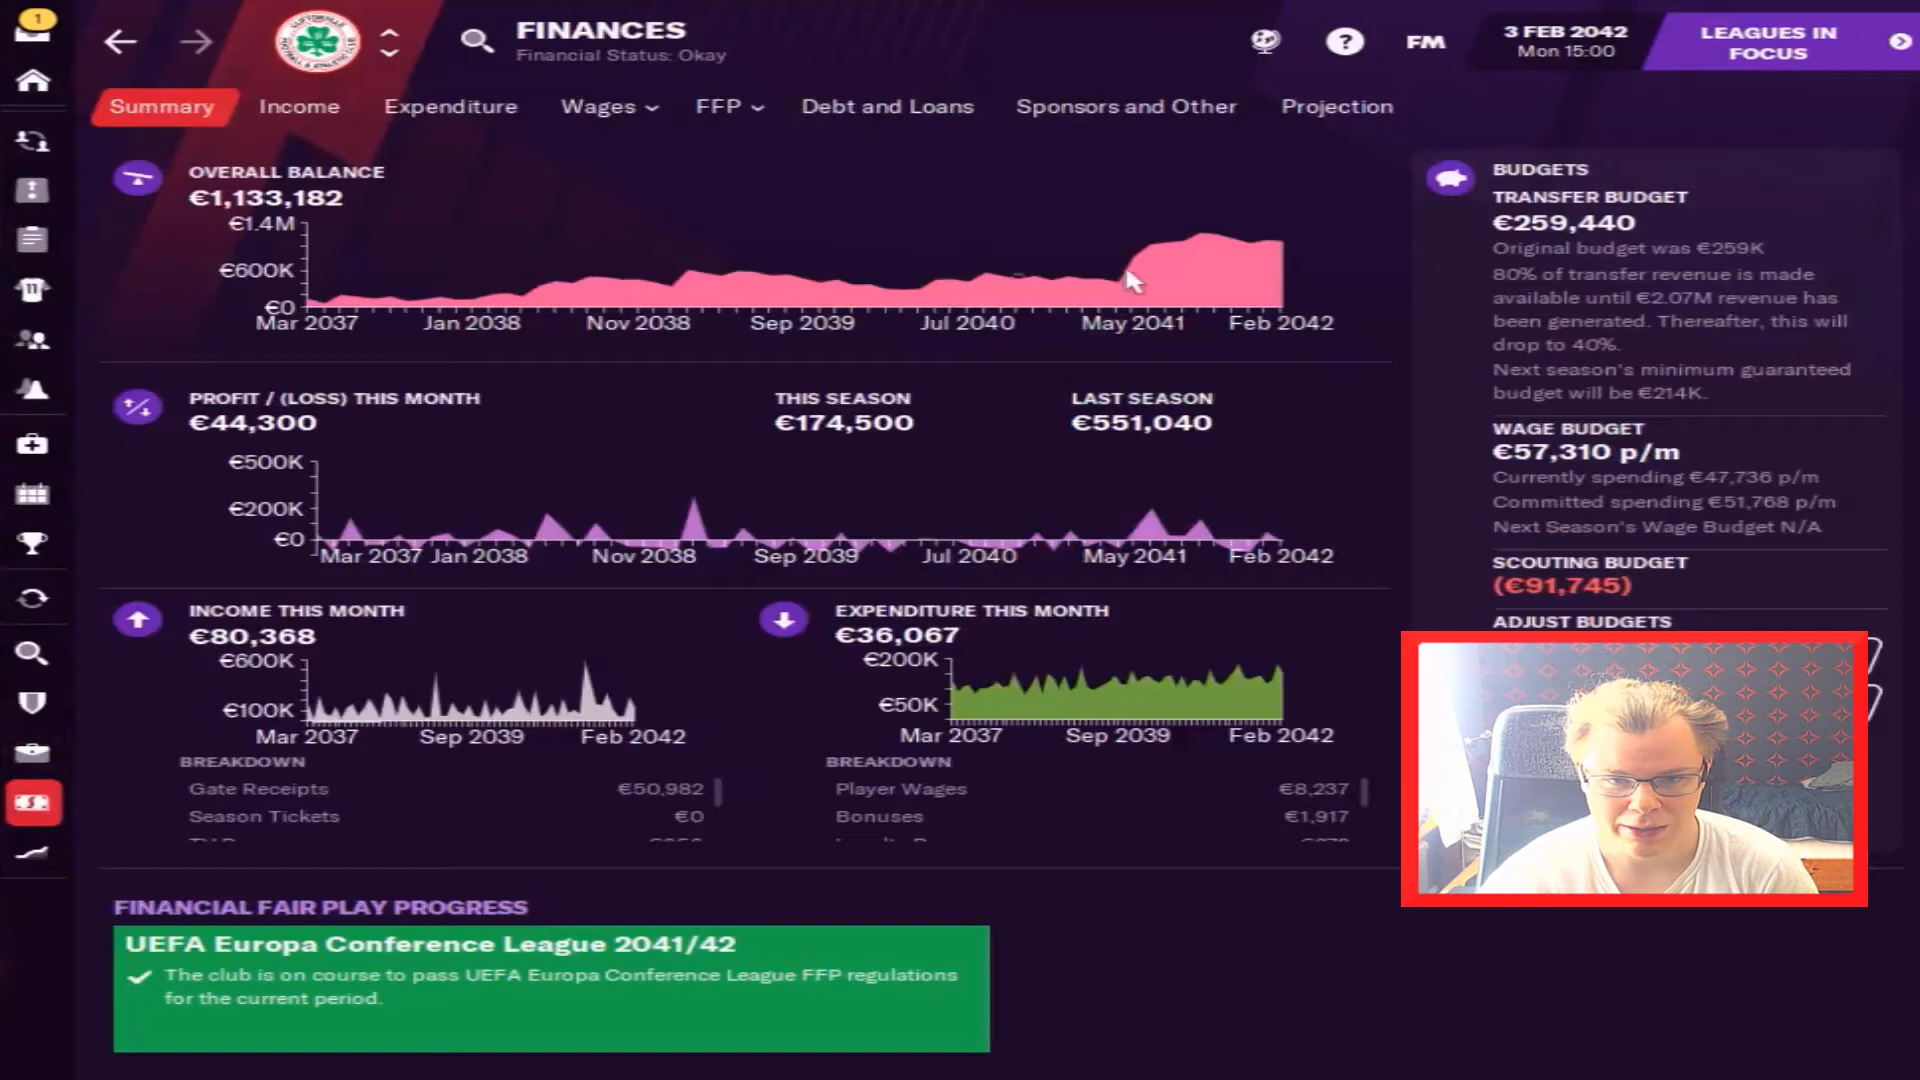 1
FINANCES
Financial Status: Okay
FM
3 FEB 2042
Mon 15:00
LEAGUES IN
FOCUS
Summary
Income
Expenditure
Wages
FFP
Debt and Loans
Sponsors and Other
Projection
OVERALL BALANCE
€1,133,182
€1.4M
€600K
€0
Mar 2037 Jan 2038 Nov 2038 Sep 2039 Jul 2040 May 2041 Feb 2042
PROFIT / (LOSS) THIS MONTH
€44,300
THIS SEASON
€174,500
LAST SEASON
€551,040
€500K
€200K
€0
Mar 2037 Jan 2038 Nov 2038 Sep 2039 Jul 2040 May 2041 Feb 2042
INCOME THIS MONTH
€80,368
€600K
€100K
Mar 2037 Sep 2039 Feb 2042
BREAKDOWN
Gate Receipts €50,982
Season Tickets €0
EXPENDITURE THIS MONTH
€36,067
€200K
€50K
Mar 2037 Sep 2039 Feb 2042
BREAKDOWN
Player Wages €8,237
Bonuses €1,917
BUDGETS
TRANSFER BUDGET
€259,440
Original budget was €259K
80% of transfer revenue is made
available until €2.07M revenue has
been generated. Thereafter, this will
drop to 40%.
Next season's minimum guaranteed
budget will be €214K.
WAGE BUDGET
€57,310 p/m
Currently spending €47,736 p/m
Committed spending €51,768 p/m
Next Season's Wage Budget N/A
SCOUTING BUDGET
(€91,745)
ADJUST BUDGETS
FINANCIAL FAIR PLAY PROGRESS
UEFA Europa Conference League 2041/42
The club is on course to pass UEFA Europa Conference League FFP regulations
for the current period.